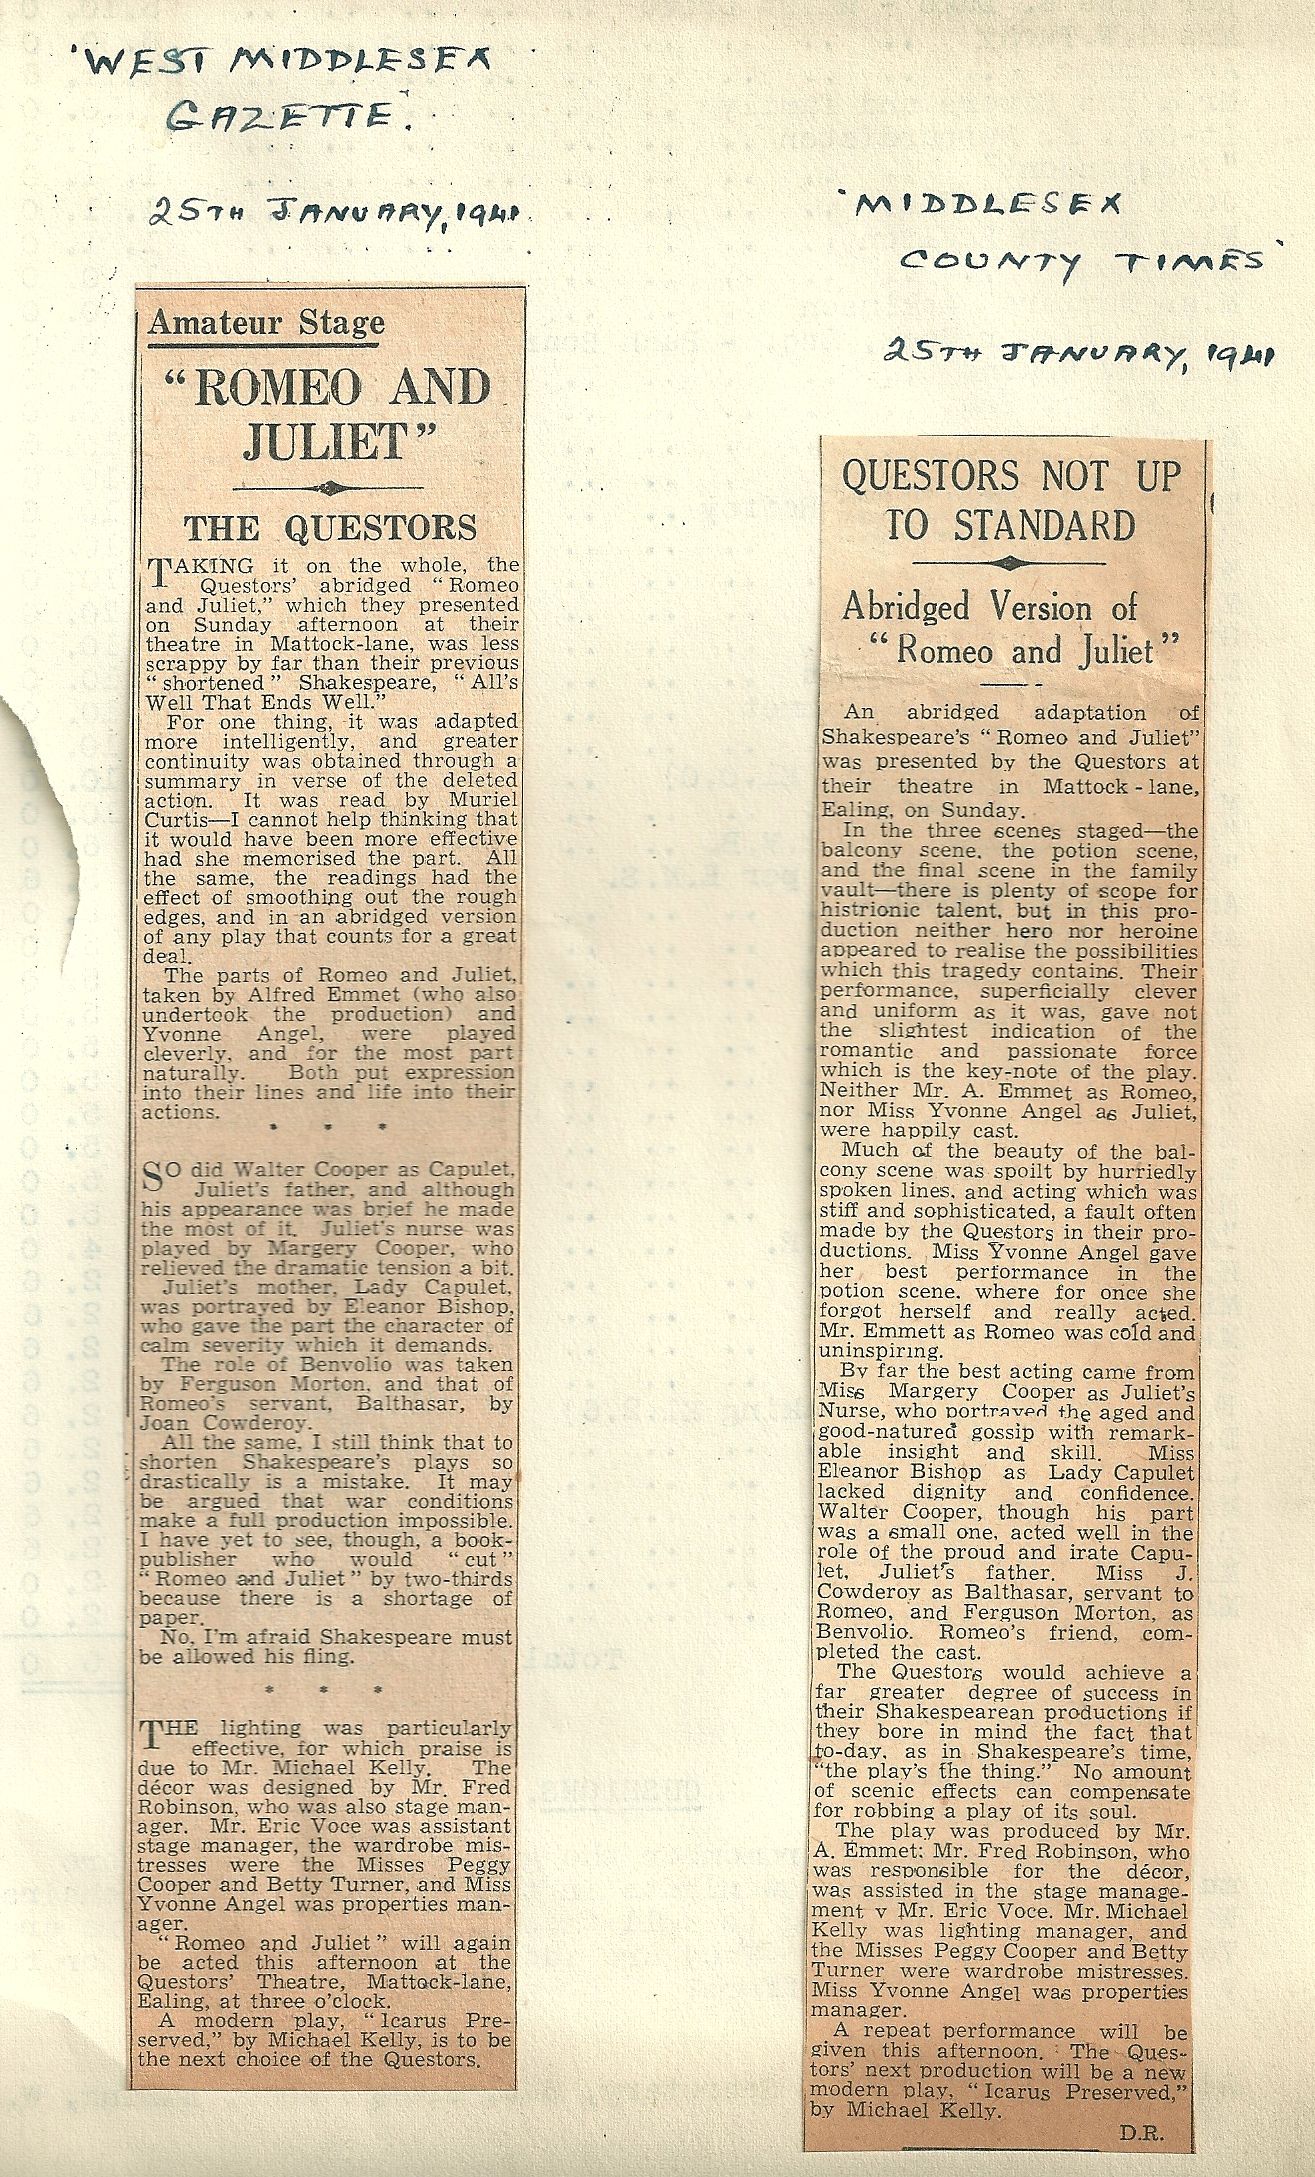 'WEST MIDDLESEX
GAZETTE'.
25TH JANUARY, 1941.
Amateur Stage
"ROMEO AND
JULIET"
THE QUESTORS
TAKING it on the whole, the
Questors' abridged "Romeo
and Juliet," which they presented
on Sunday afternoon at their
theatre in Mattock-lane, was less
scrappy by far than their previous
"shortened" Shakespeare, "All's
Well That Ends Well."
For one thing, it was adapted
more intelligently, and greater
continuity was obtained through a
summary in verse of the deleted
action. It was read by Muriel
Curtis—I cannot help thinking that
it would have been more effective
had she memorised the part. All
the same, the readings had the
effect of smoothing out the rough
edges, and in an abridged version
of any play that counts for a great
deal.
The parts of Romeo and Juliet,
taken by Alfred Emmet (who also
undertook the production) and
Yvonne Angel, were played
cleverly, and for the most part
naturally. Both put expression
into their lines and life into their
actions.
* * *
SO did Walter Cooper as Capulet,
Juliet's father, and although
his appearance was brief he made
the most of it. Juliet's nurse was
played by Margery Cooper, who
relieved the dramatic tension a bit.
Juliet's mother, Lady Capulet,
was portrayed by Eleanor Bishop,
who gave the part the character of
calm severity which it demands.
The role of Benvolio was taken
by Ferguson Morton, and that of
Romeo's servant, Balthasar, by
Joan Cowderoy.
All the same, I still think that to
shorten Shakespeare's plays so
drastically is a mistake. It may
be argued that war conditions
make a full production impossible.
I have yet to see, though, a book-
publisher who would "cut"
"Romeo and Juliet" by two-thirds
because there is a shortage of
paper.
No, I'm afraid Shakespeare must
be allowed his fling.
* * *
THE lighting was particularly
effective, for which praise is
due to Mr. Michael Kelly. The
décor was designed by Mr. Fred
Robinson, who was also stage man-
ager. Mr. Eric Voce was assistant
stage manager, the wardrobe mis-
tresses were the Misses Peggy
Cooper and Betty Turner, and Miss
Yvonne Angel was properties man-
ager.
"Romeo and Juliet" will again
be acted this afternoon at the
Questors' Theatre, Mattock-lane,
Ealing, at three o'clock.
A modern play, "Icarus Pre-
served," by Michael Kelly, is to be
the next choice of the Questors.
'MIDDLESEX
COUNTY TIMES'
25TH JANUARY, 1941
QUESTORS NOT UP
TO STANDARD
Abridged Version of
"Romeo and Juliet"
An abridged adaptation of
Shakespeare's "Romeo and Juliet"
was presented by the Questors at
their theatre in Mattock-lane,
Ealing, on Sunday.
In the three scenes staged—the
balcony scene, the potion scene,
and the final scene in the family
vault—there is plenty of scope for
histrionic talent, but in this pro-
duction neither hero nor heroine
appeared to realise the possibilities
which this tragedy contains. Their
performance, superficially clever
and uniform as it was, gave not
the slightest indication of the
romantic and passionate force
which is the key-note of the play.
Neither Mr. A. Emmet as Romeo,
nor Miss Yvonne Angel as Juliet,
were happily cast.
Much of the beauty of the bal-
cony scene was spoilt by hurriedly
spoken lines, and acting which was
stiff and sophisticated, a fault often
made by the Questors in their pro-
ductions. Miss Yvonne Angel gave
her best performance in the
potion scene, where for once she
forgot herself and really acted.
Mr. Emmett as Romeo was cold and
uninspiring.
By far the best acting came from
Miss Margery Cooper as Juliet's
Nurse, who portrayed the aged and
good-natured gossip with remark-
able insight and skill. Miss
Eleanor Bishop as Lady Capulet
lacked dignity and confidence.
Walter Cooper, though his part
was a small one, acted well in the
role of the proud and irate Capu-
let, Juliet's father. Miss J.
Cowderoy as Balthasar, servant to
Romeo, and Ferguson Morton, as
Benvolio. Romeo's friend, com-
pleted the cast.
The Questors would achieve a
far greater degree of success in
their Shakespearean productions if
they bore in mind the fact that
to-day, as in Shakespeare's time,
"the play's the thing." No amount
of scenic effects can compensate
for robbing a play of its soul.
The play was produced by Mr.
A. Emmet; Mr. Fred Robinson, who
was responsible for the décor,
was assisted in the stage manage-
ment v Mr. Eric Voce. Mr. Michael
Kelly was lighting manager, and
the Misses Peggy Cooper and Betty
Turner were wardrobe mistresses.
Miss Yvonne Angel was properties
manager.
A repeat performance will be
given this afternoon. The Ques-
tors' next production will be a new
modern play, "Icarus Preserved,"
by Michael Kelly.
D.R.